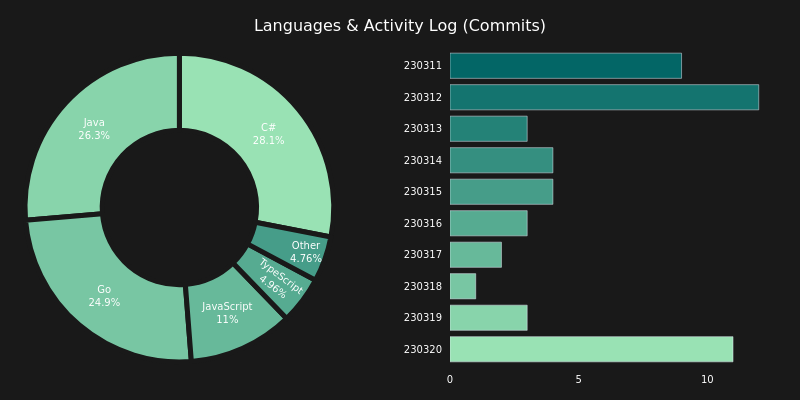 Languages & Activity Log (Commits)
Java
26.3%
C#
28.1%
Other
4.76%
TypeScript
4.96%
JavaScript
11%
Go
24.9%
230311
230312
230313
230314
230315
230316
230317
230318
230319
230320
0 5 10